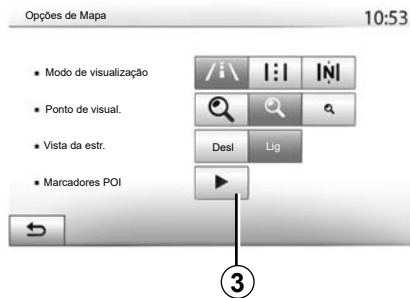 Opções de Mapa 10:53
Modo de visualização N
Ponto de visual.
Vista da estr. Desl Lig
Marcadores POI
3